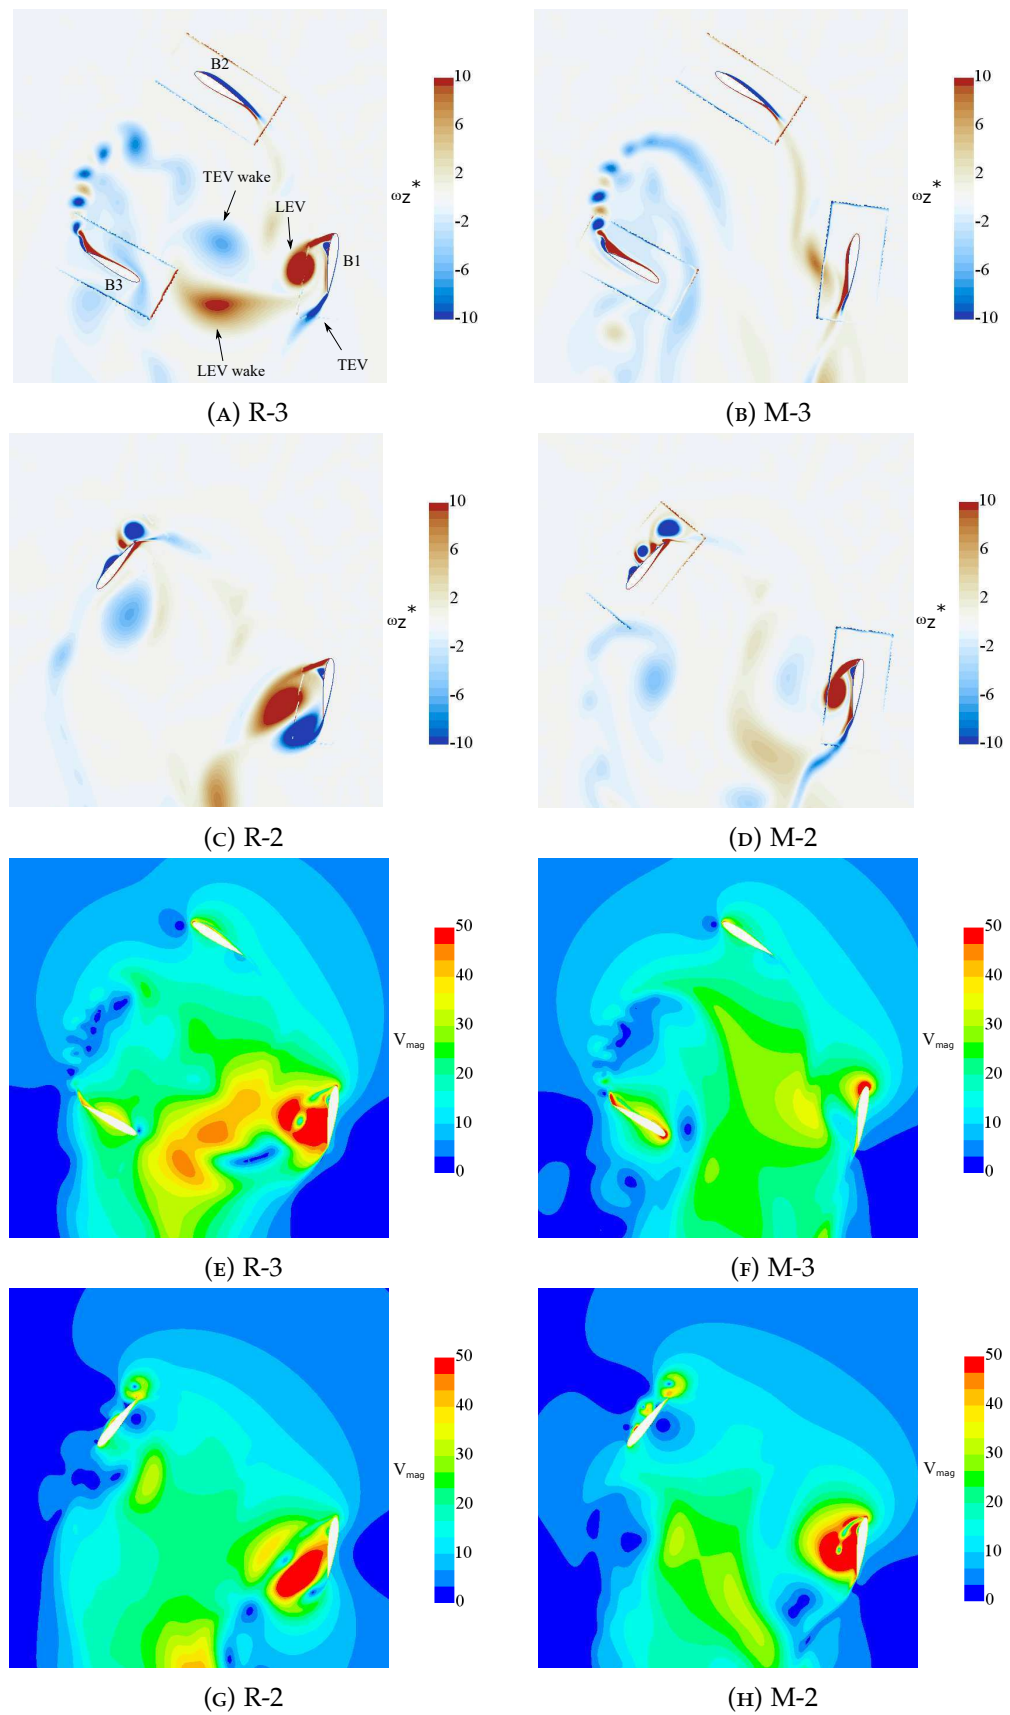 B2
TEV wake
LEV
B1
B3
LEV wake
TEV
10
6
2
-2
-6
-10
ωz*
10
6
2
-2
-6
-10
ωz*
(A) R-3
(B) M-3
10
6
2
-2
-6
-10
ωz*
10
6
2
-2
-6
-10
ωz*
(C) R-2
(D) M-2
50
40
30
20
10
0
Vmag
50
40
30
20
10
0
Vmag
(E) R-3
(F) M-3
50
40
30
20
10
0
Vmag
50
40
30
20
10
0
Vmag
(G) R-2
(H) M-2